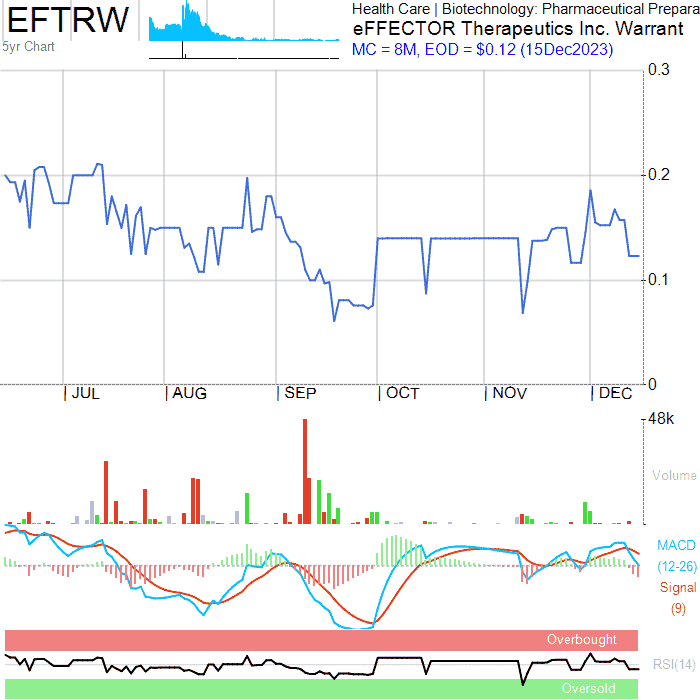 EFTRW
5yr Chart
Health Care | Biotechnology: Pharmaceutical Prepara
eFFECTOR Therapeutics Inc. Warrant
MC = 8M, EOD = $0.12 (15Dec2023)
0.3
0.2
0.1
0
JUL AUG SEP OCT NOV DEC
48k
Volume
MACD
(12-26)
Signal
(9)
Overbought
RSI(14)
Oversold